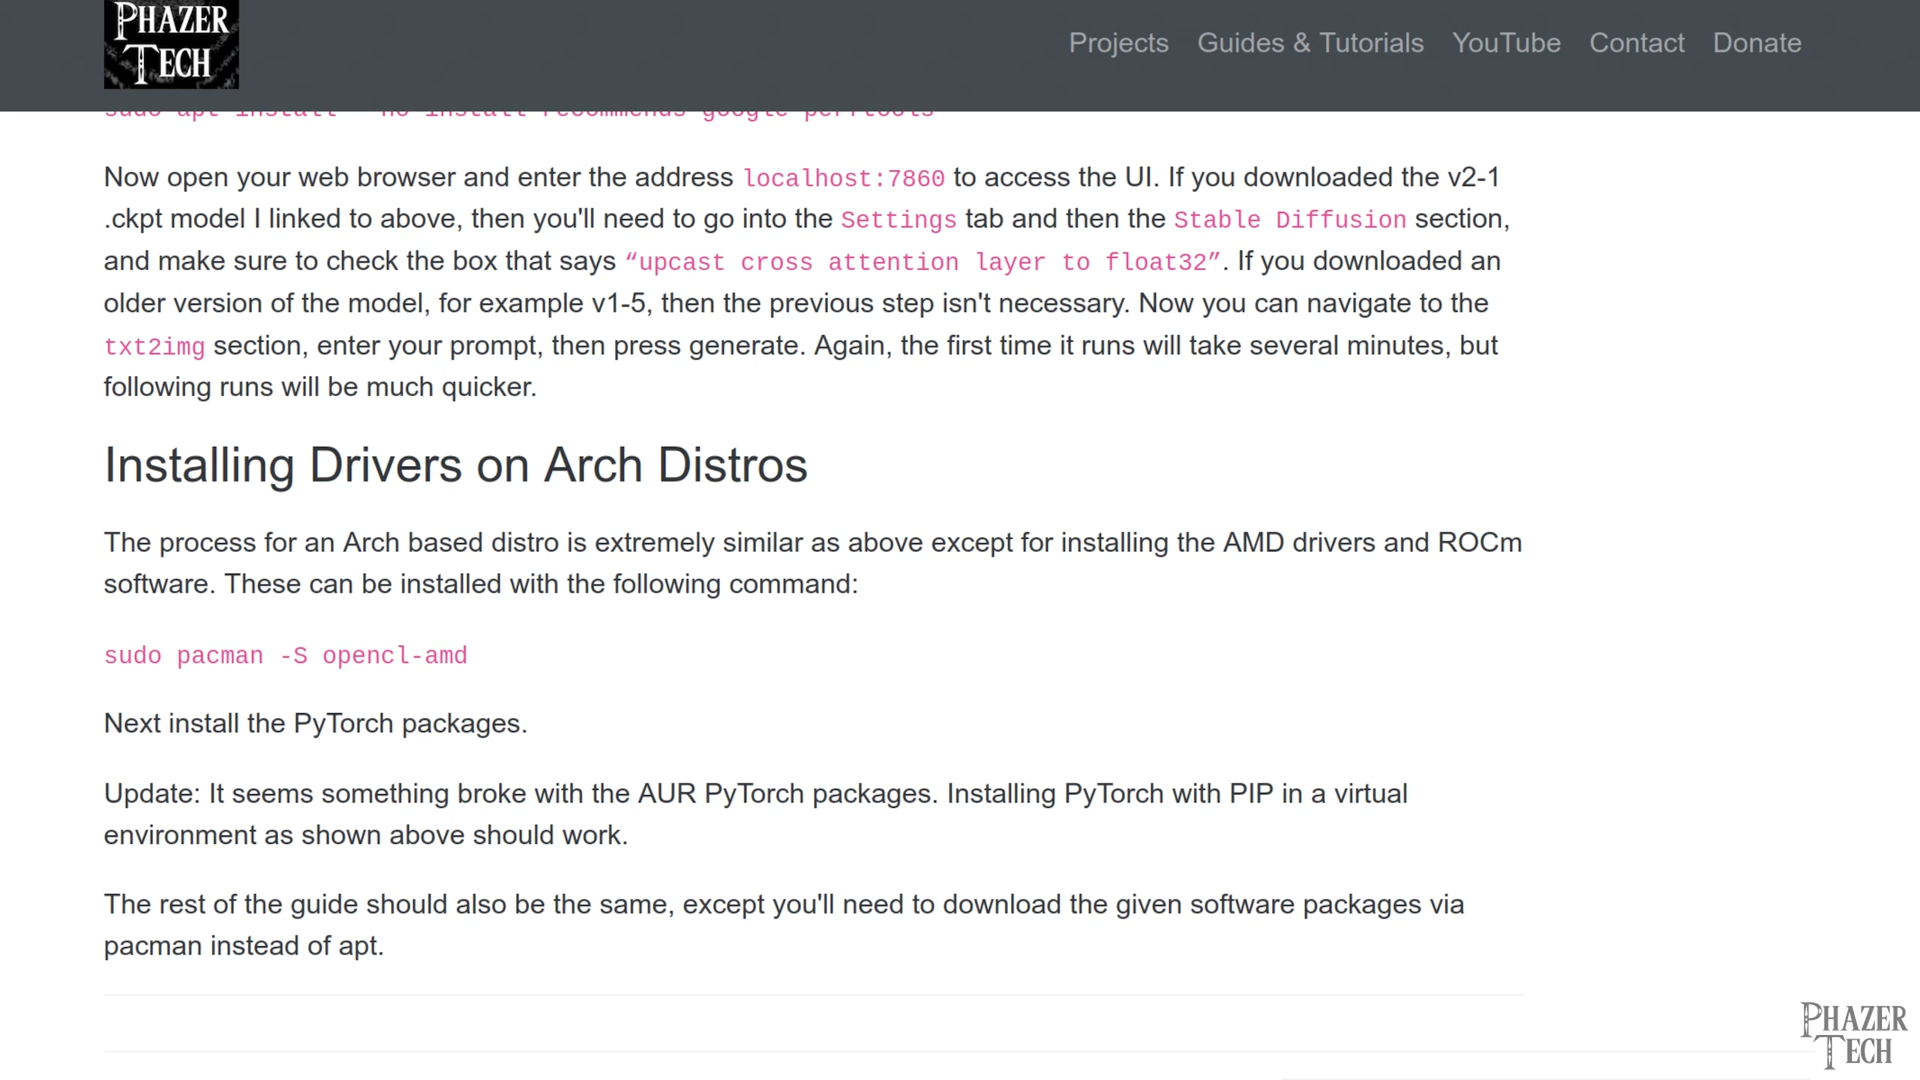 PHAZER
TECH
Projects Guides & Tutorials YouTube Contact Donate
sudo apt install --no-install-recommends google-perftools
Now open your web browser and enter the address localhost:7860 to access the UI. If you downloaded the v2-1
.ckpt model I linked to above, then you'll need to go into the Settings tab and then the Stable Diffusion section,
and make sure to check the box that says “upcast cross attention layer to float32”. If you downloaded an
older version of the model, for example v1-5, then the previous step isn't necessary. Now you can navigate to the
txt2img section, enter your prompt, then press generate. Again, the first time it runs will take several minutes, but
following runs will be much quicker.
Installing Drivers on Arch Distros
The process for an Arch based distro is extremely similar as above except for installing the AMD drivers and ROCm
software. These can be installed with the following command:
sudo pacman -S opencl-amd
Next install the PyTorch packages.
Update: It seems something broke with the AUR PyTorch packages. Installing PyTorch with PIP in a virtual
environment as shown above should work.
The rest of the guide should also be the same, except you'll need to download the given software packages via
pacman instead of apt.
PHAZER
TECH